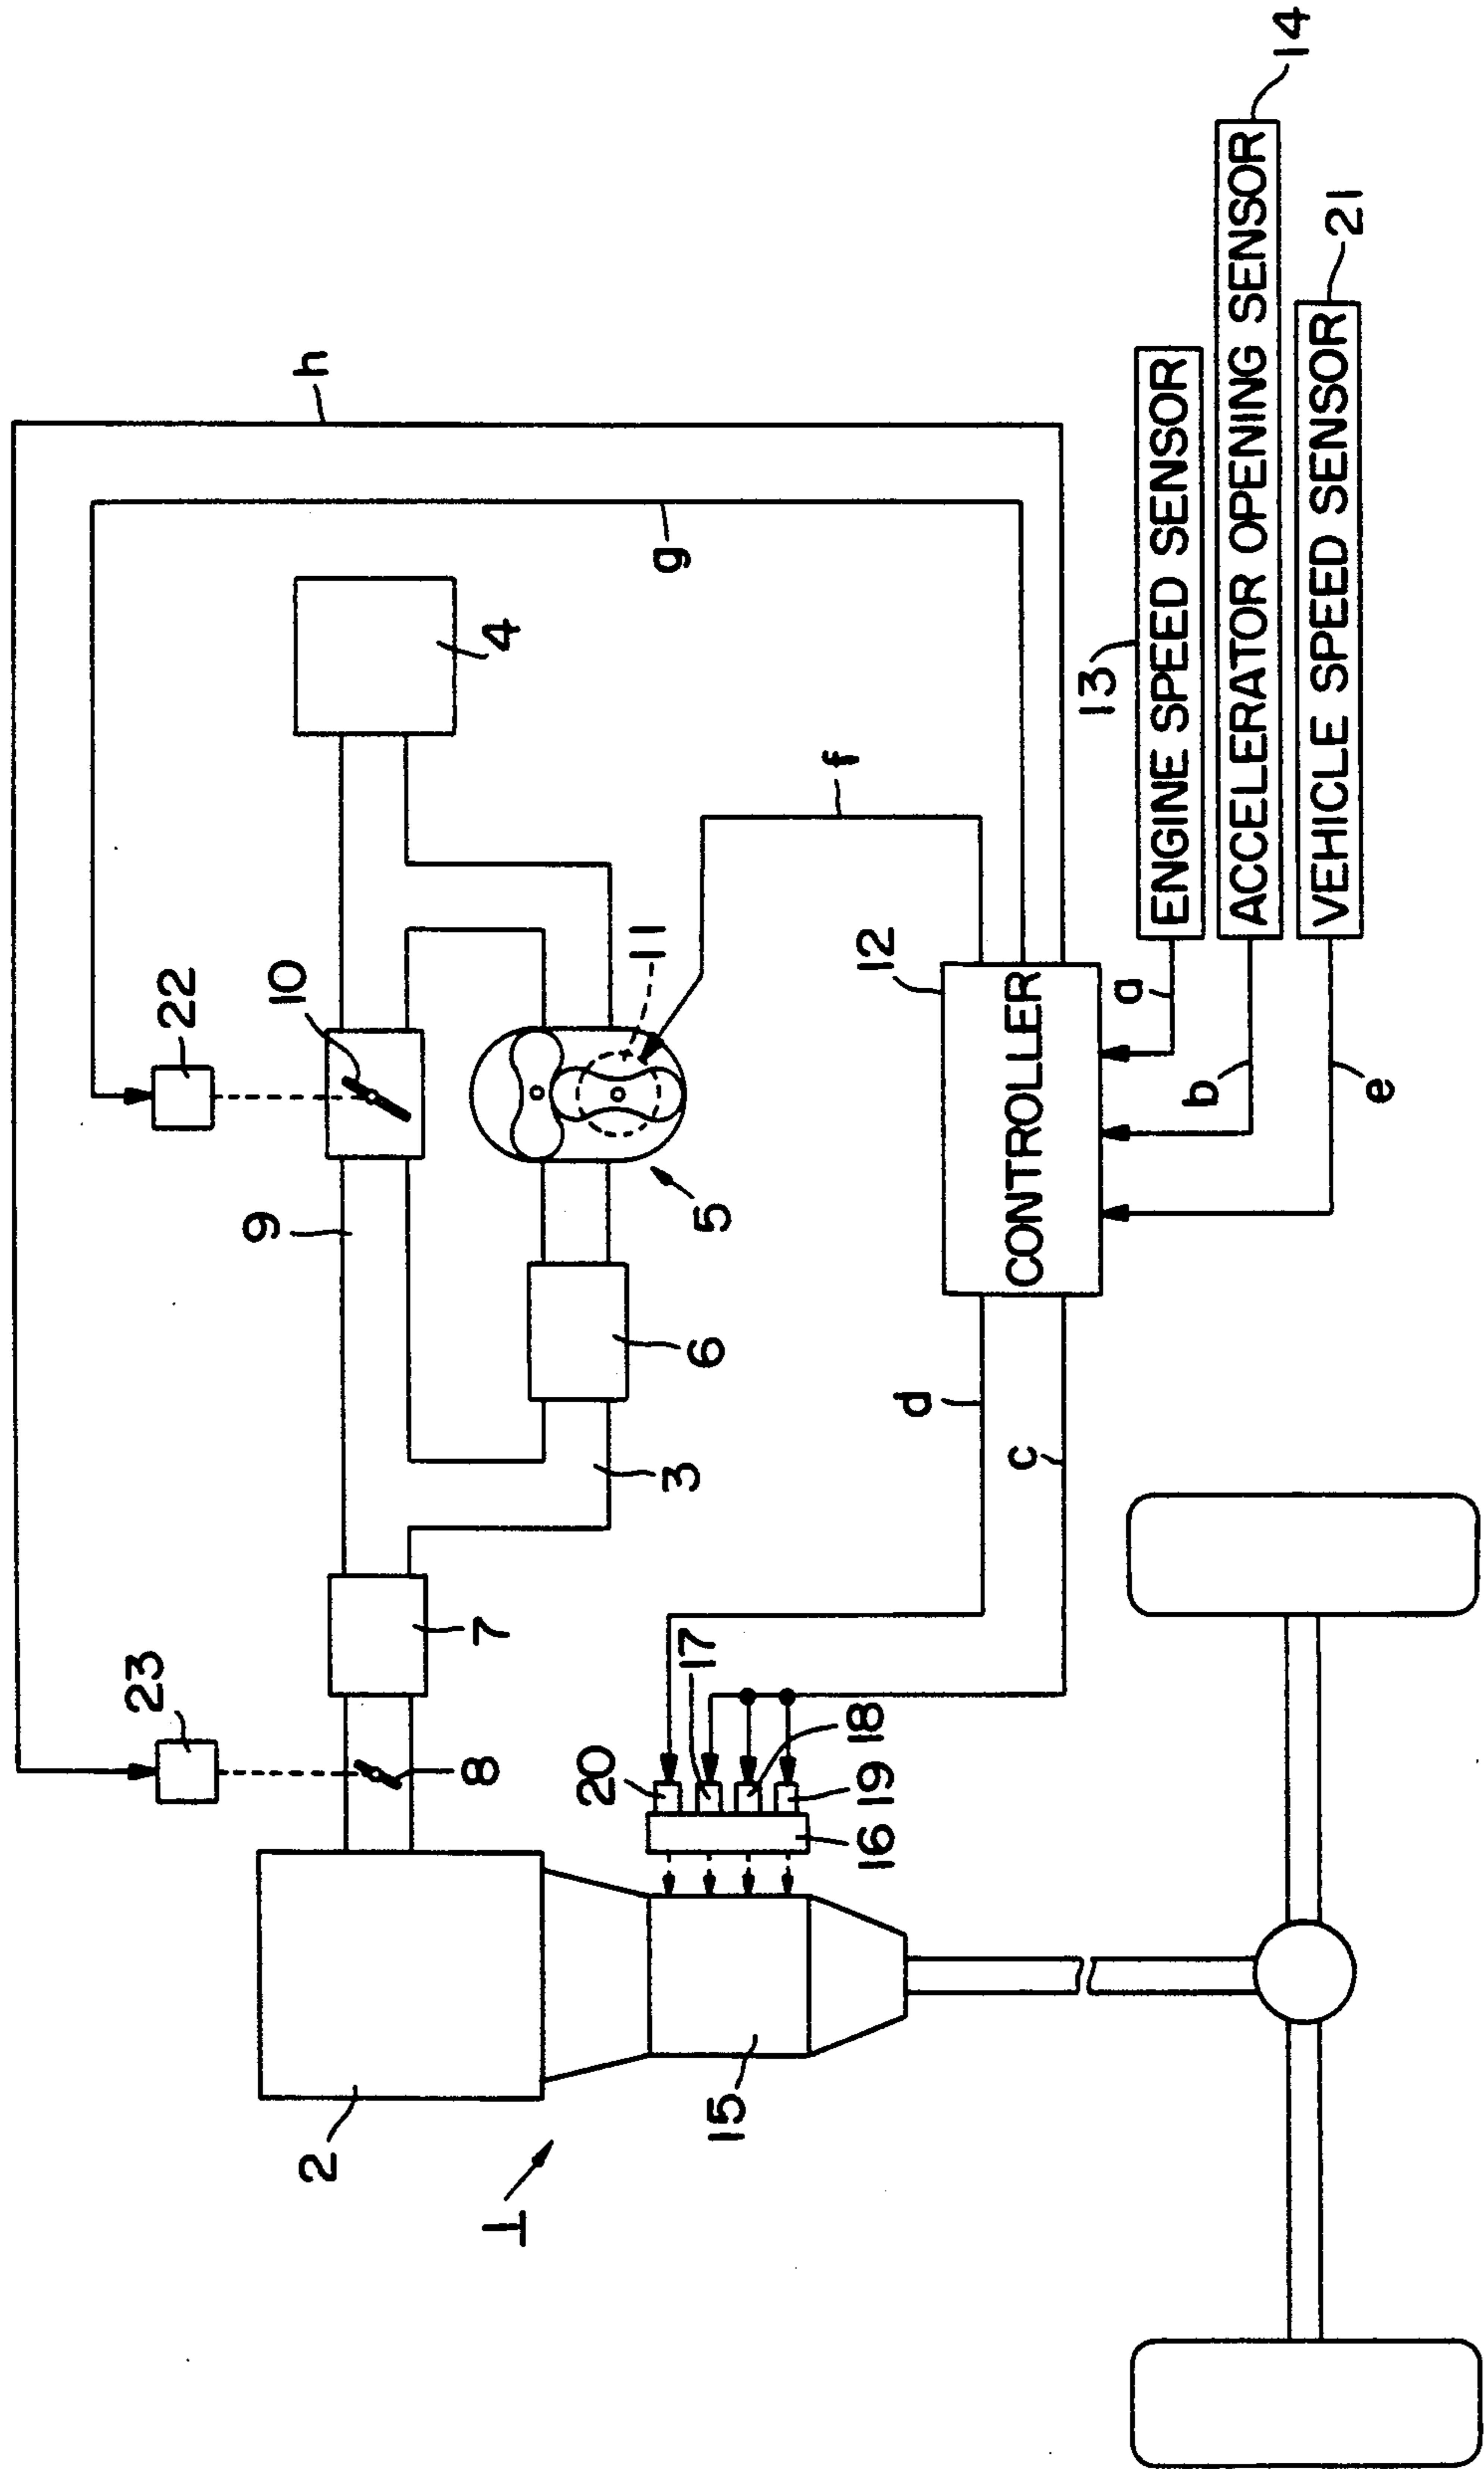 h
g
22
23
10
9
4
7
8
3
6
5
11
f
2
1
15
16
17
18
19
20
d
c
12
CONTROLLER
a
b
e
13
ENGINE SPEED SENSOR
ACCELERATOR OPENING SENSOR
14
VEHICLE SPEED SENSOR
21